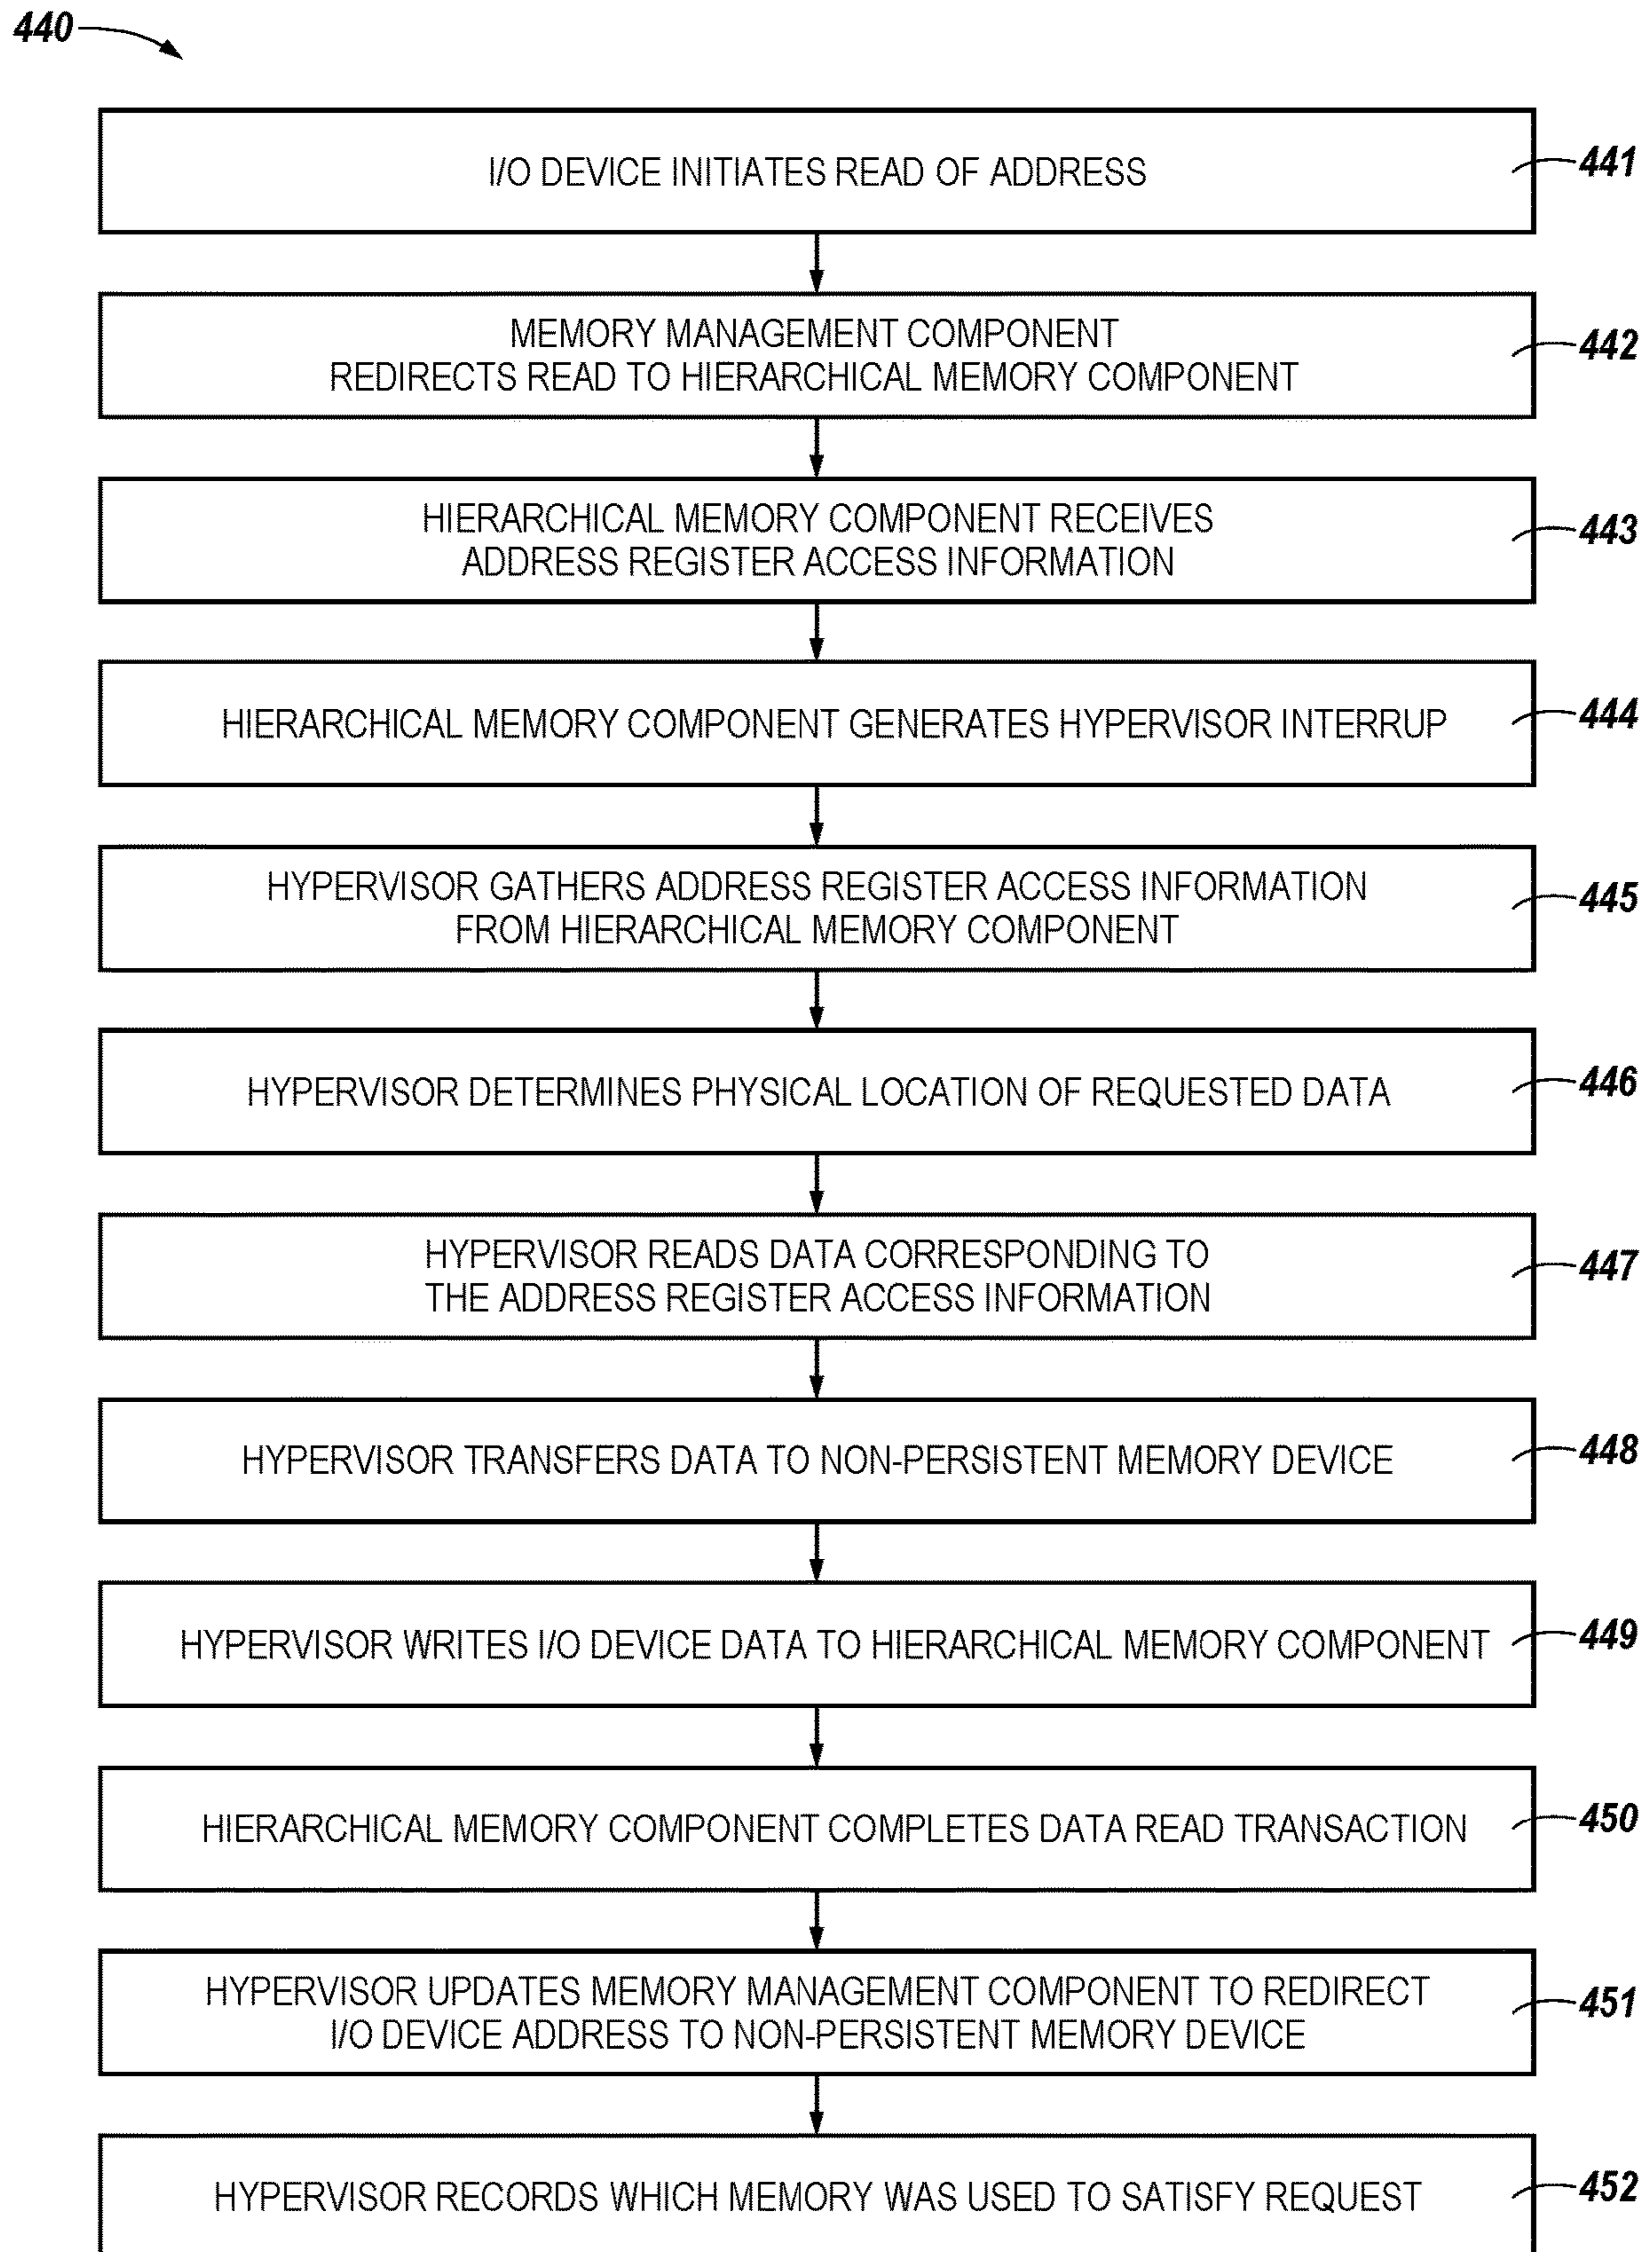 440
I/O DEVICE INITIATES READ OF ADDRESS
441
MEMORY MANAGEMENT COMPONENT
REDIRECTS READ TO HIERARCHICAL MEMORY COMPONENT
442
HIERARCHICAL MEMORY COMPONENT RECEIVES
ADDRESS REGISTER ACCESS INFORMATION
443
HIERARCHICAL MEMORY COMPONENT GENERATES HYPERVISOR INTERRUP
444
HYPERVISOR GATHERS ADDRESS REGISTER ACCESS INFORMATION
FROM HIERARCHICAL MEMORY COMPONENT
445
HYPERVISOR DETERMINES PHYSICAL LOCATION OF REQUESTED DATA
446
HYPERVISOR READS DATA CORRESPONDING TO
THE ADDRESS REGISTER ACCESS INFORMATION
447
HYPERVISOR TRANSFERS DATA TO NON-PERSISTENT MEMORY DEVICE
448
HYPERVISOR WRITES I/O DEVICE DATA TO HIERARCHICAL MEMORY COMPONENT
449
HIERARCHICAL MEMORY COMPONENT COMPLETES DATA READ TRANSACTION
450
HYPERVISOR UPDATES MEMORY MANAGEMENT COMPONENT TO REDIRECT
I/O DEVICE ADDRESS TO NON-PERSISTENT MEMORY DEVICE
451
HYPERVISOR RECORDS WHICH MEMORY WAS USED TO SATISFY REQUEST
452